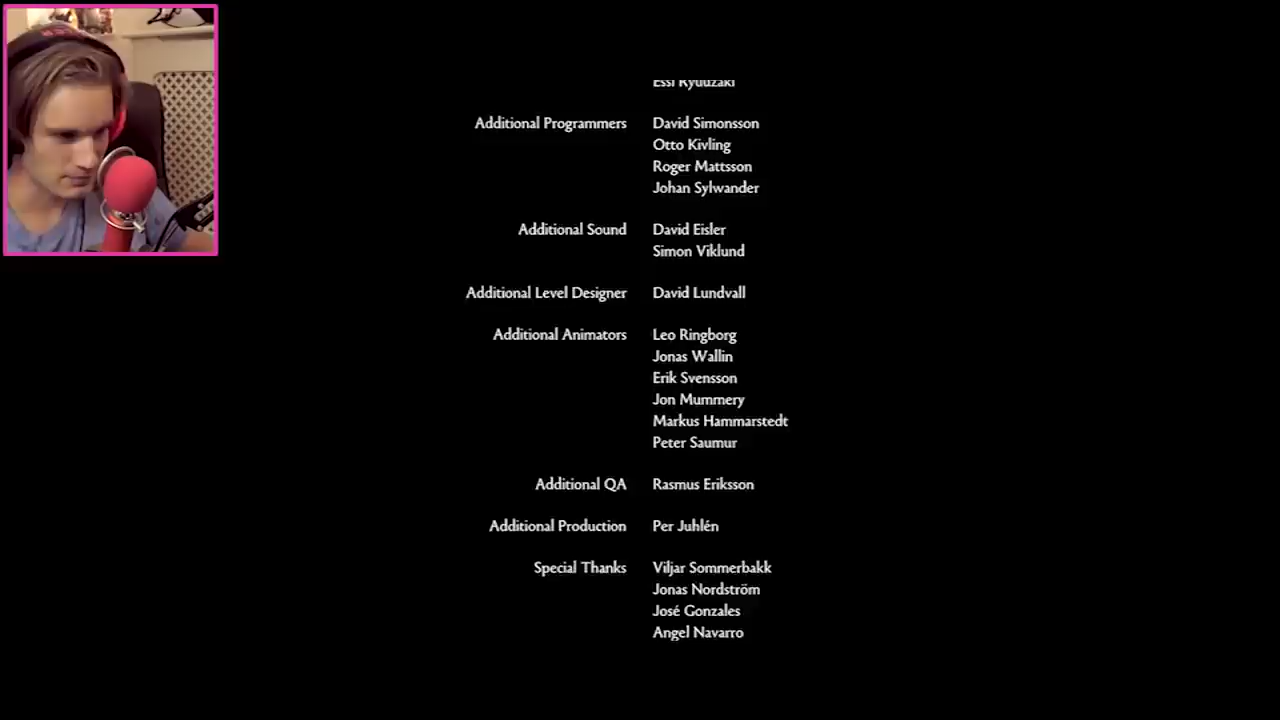 Essi Ryuuzaki
Additional Programmers David Simonsson
Otto Kivling
Roger Mattsson
Johan Sylwander
Additional Sound David Eisler
Simon Viklund
Additional Level Designer David Lundvall
Additional Animators Leo Ringborg
Jonas Wallin
Erik Svensson
Jon Mummery
Markus Hammarstedt
Peter Saumur
Additional QA Rasmus Eriksson
Additional Production Per Juhlén
Special Thanks Viljar Sommerbakk
Jonas Nordström
José Gonzales
Angel Navarro